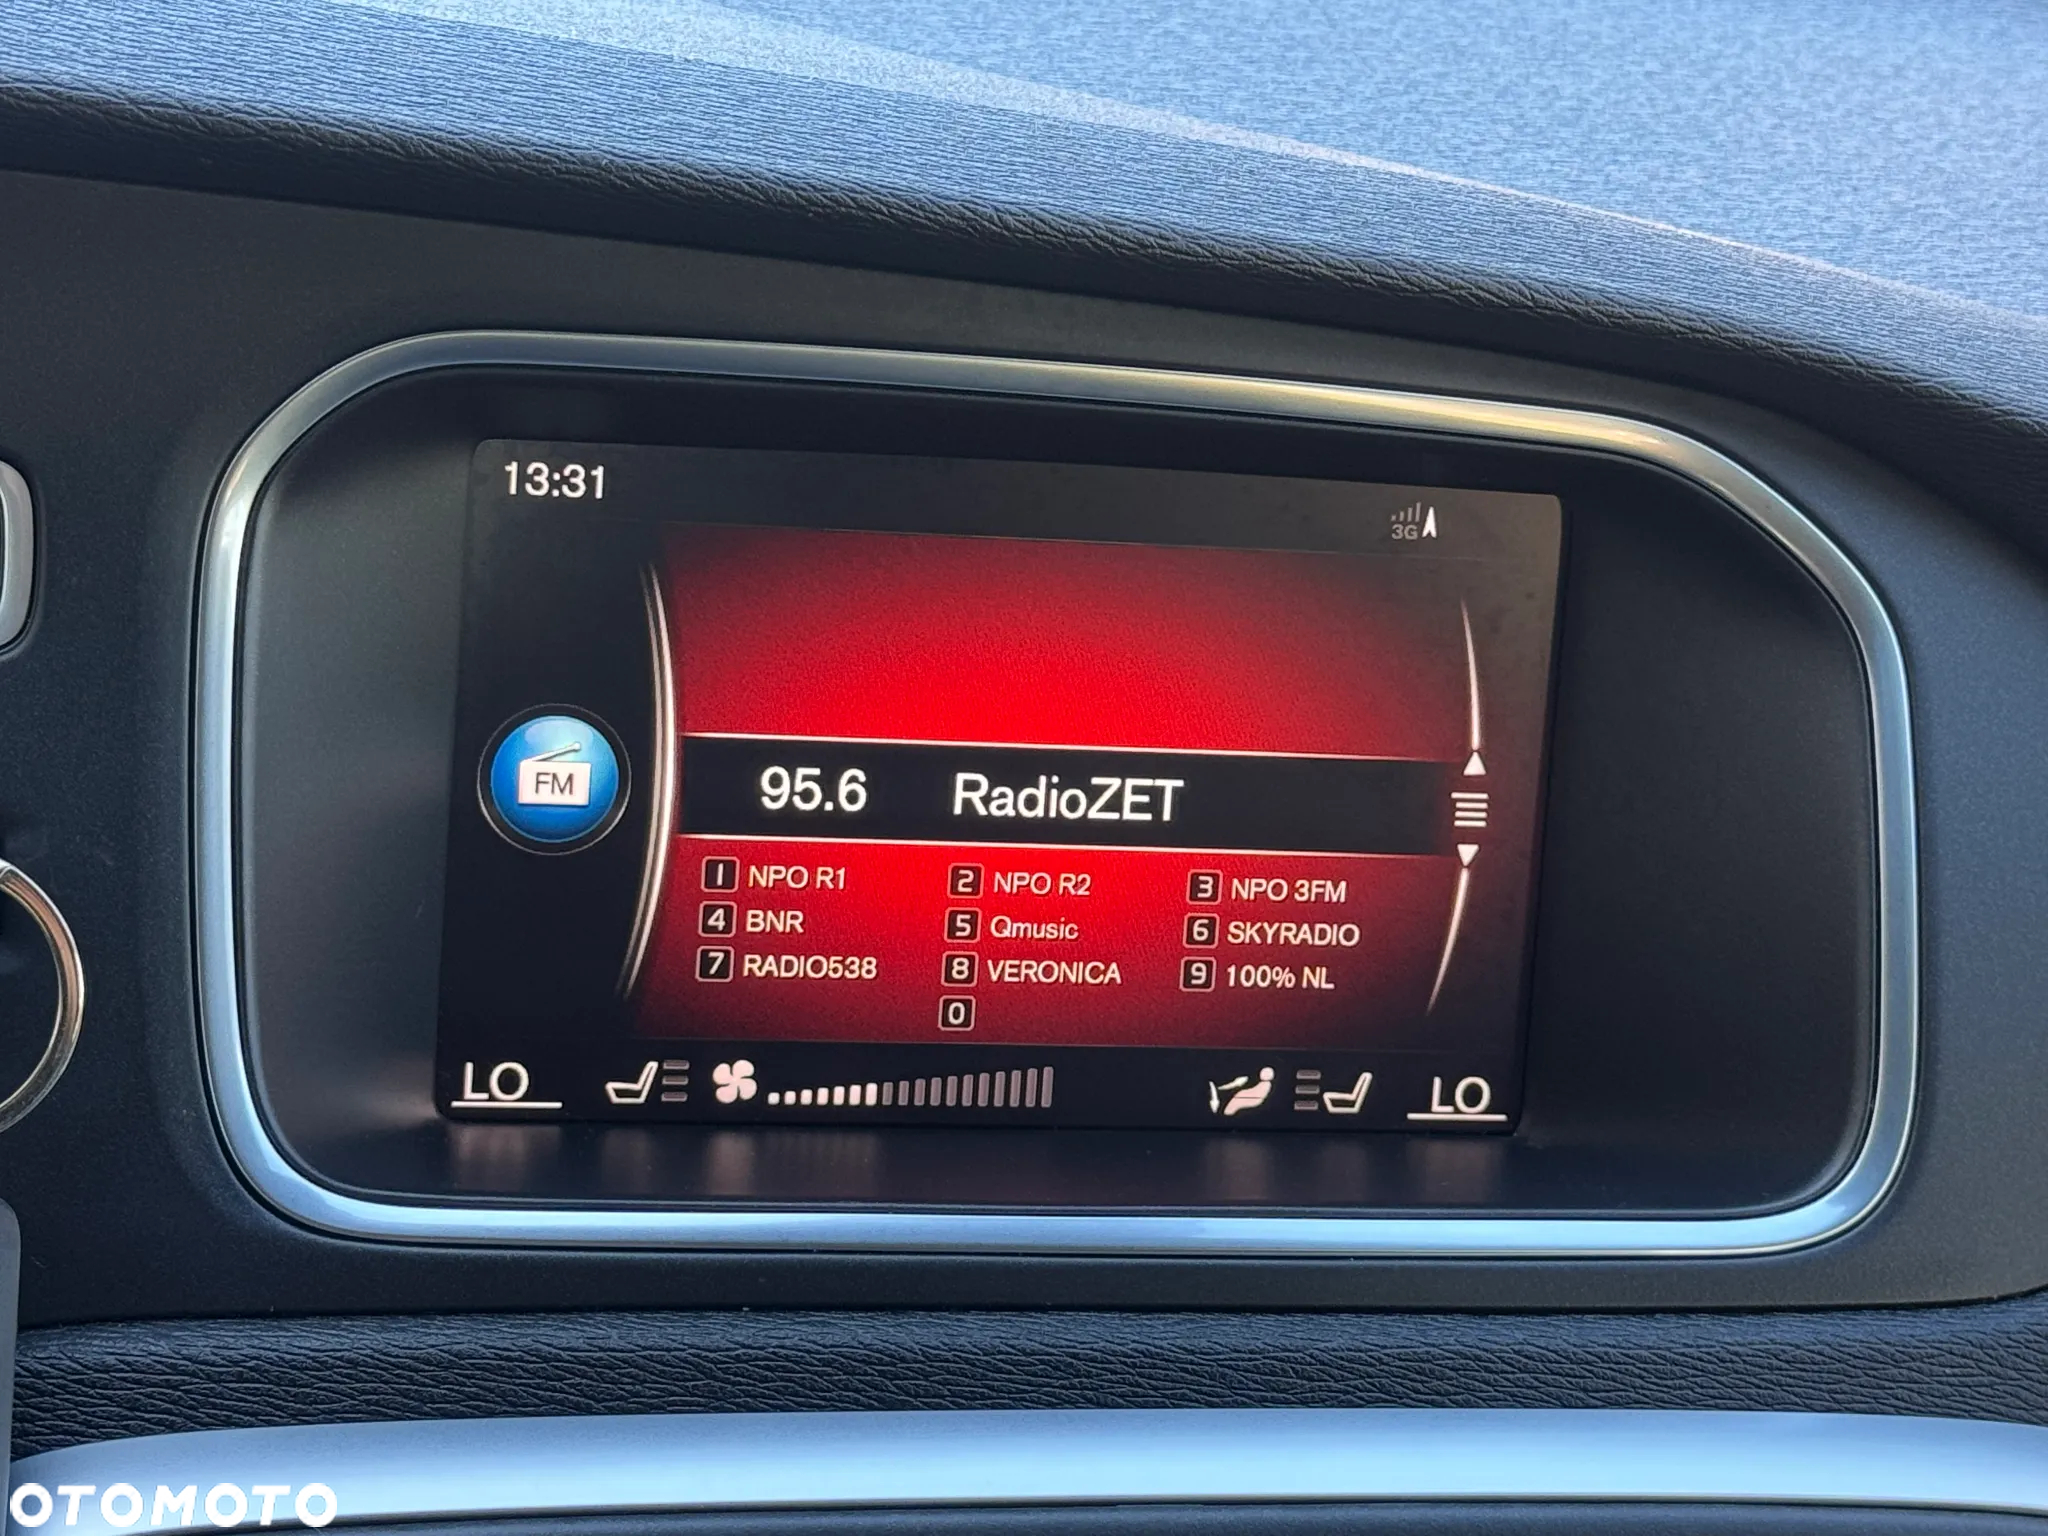 13:31
3G
FM
95.6 RadioZET
1 NPO R1 2 NPO R2 3 NPO 3FM
4 BNR 5 Qmusic 6 SKYRADIO
7 RADIO538 8 VERONICA 9 100% NL
0
LO LO
OTOMOTO